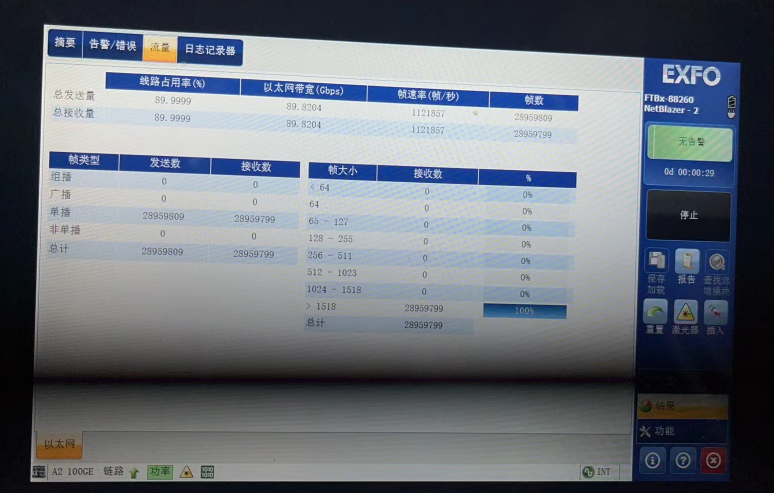 摘要 告警/错误 流量 日志记录器
EXFO
FTBx-88260
NetBlazer - 2
无告警
0d 00:00:29
停止
保存 报告
加载
重置 激光器 插入
结果
功能
线路占用率(%) 以太网带宽(Gbps) 帧速率(帧/秒) 帧数
总发送量 89.9999 89.8204 1121857 28959809
总接收量 89.9999 89.8204 1121857 28959799
帧类型 发送数 接收数
组播 0 0
广播 0 0
单播 28959809 28959799
非单播 0 0
总计 28959809 28959799
帧大小 接收数 %
< 64 0 0%
64 0 0%
65 - 127 0 0%
128 - 255 0 0%
256 - 511 0 0%
512 - 1023 0 0%
1024 - 1518 0 0%
> 1518 28959799 100%
总计 28959799
以太网
A2 100GE 链路 功率 INT